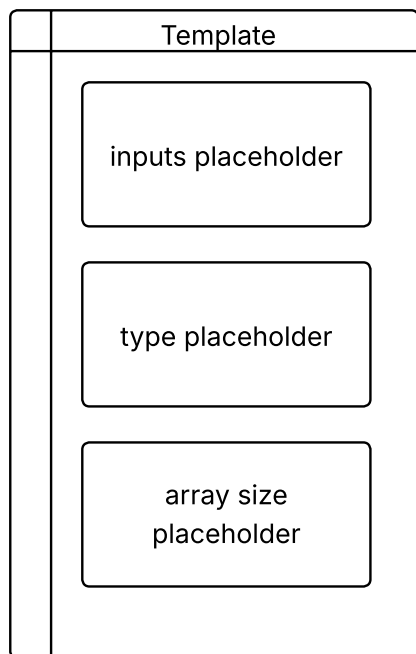 Template
inputs placeholder
type placeholder
array size
placeholder